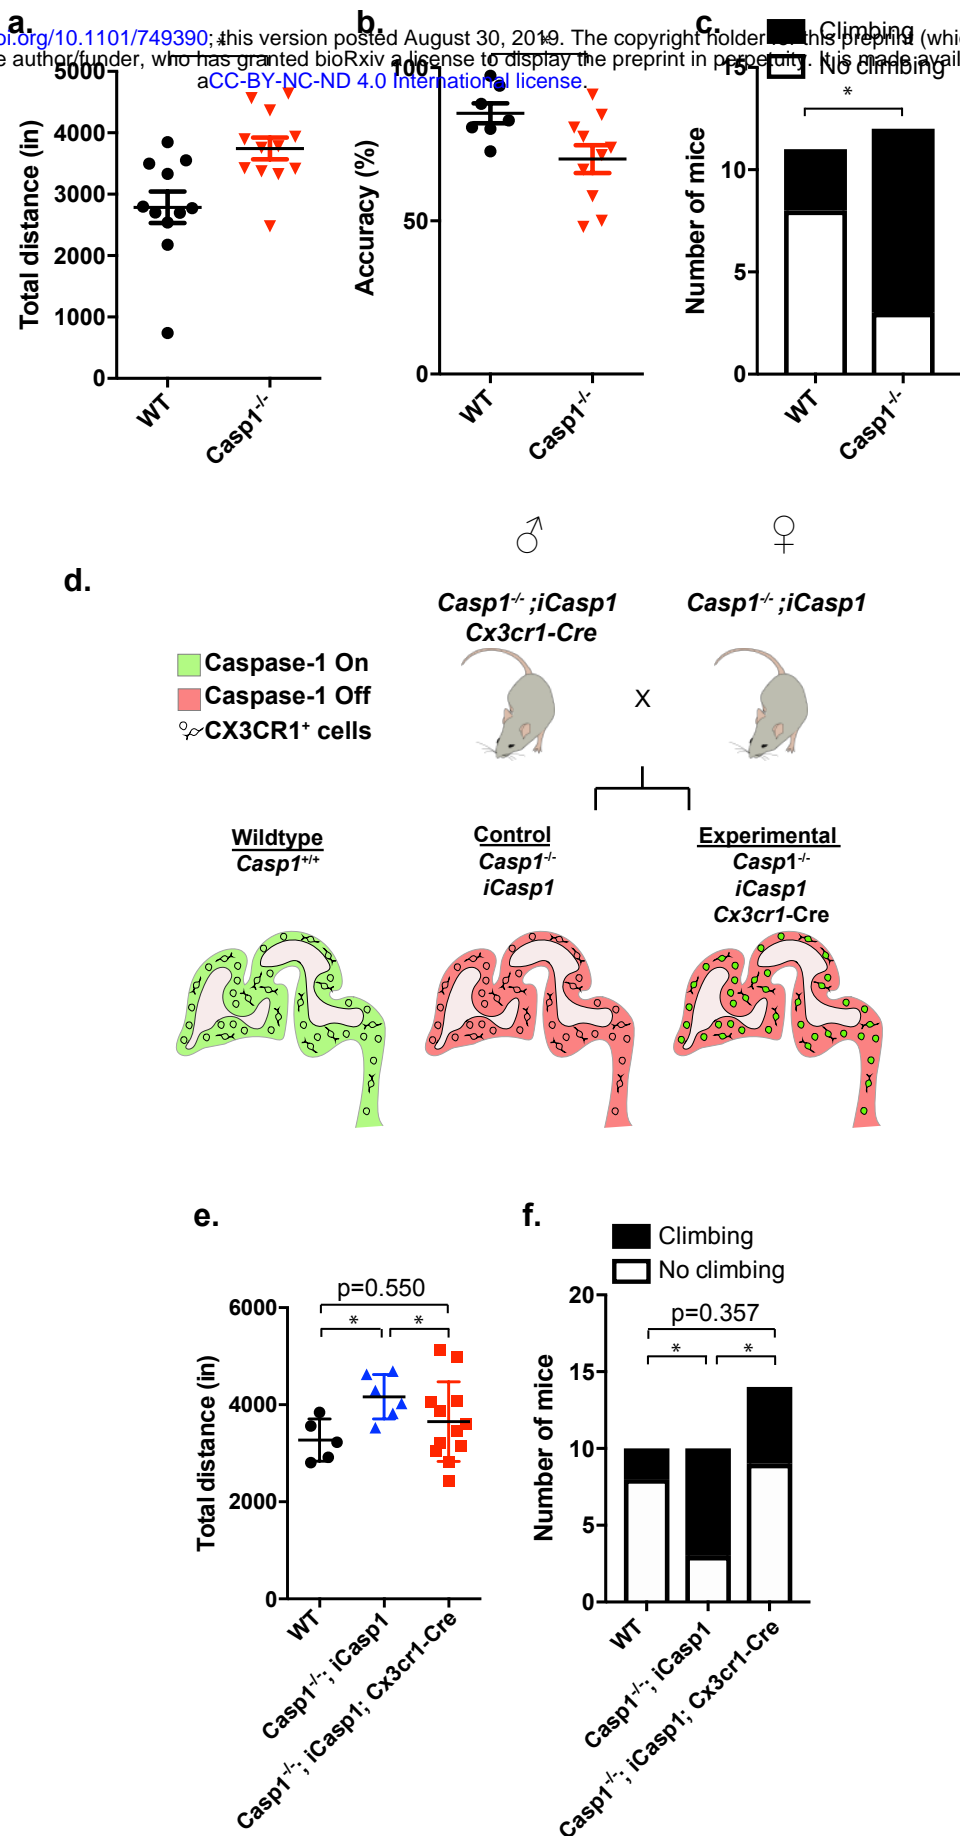 a.
b.
c.
oi.org/10.1101/749390; this version posted August 30, 2019. The copyright holder for this preprint (whic
e author/funder, who has granted bioRxiv a license to display the preprint in perpetuity. It is made avail
aCC-BY-NC-ND 4.0 International license.
*
Total distance (in)
5000
4000
3000
2000
1000
0
WT
Casp1-/-
*
Accuracy (%)
100
50
0
WT
Casp1-/-
Climbing
No climbing
*
Number of mice
15
10
5
0
WT
Casp1-/-
d.
♂
♀
Casp1-/- ;iCasp1
Cx3cr1-Cre
Casp1-/- ;iCasp1
Caspase-1 On
Caspase-1 Off
CX3CR1+ cells
X
Wildtype
Casp1+/+
Control
Casp1-/-
iCasp1
Experimental
Casp1-/-
iCasp1
Cx3cr1-Cre
e.
p=0.550
* *
Total distance (in)
6000
4000
2000
0
WT
Casp1-/-; iCasp1
Casp1-/-; iCasp1; Cx3cr1-Cre
f.
Climbing
No climbing
p=0.357
* *
Number of mice
20
15
10
5
0
WT
Casp1-/-; iCasp1
Casp1-/-; iCasp1; Cx3cr1-Cre